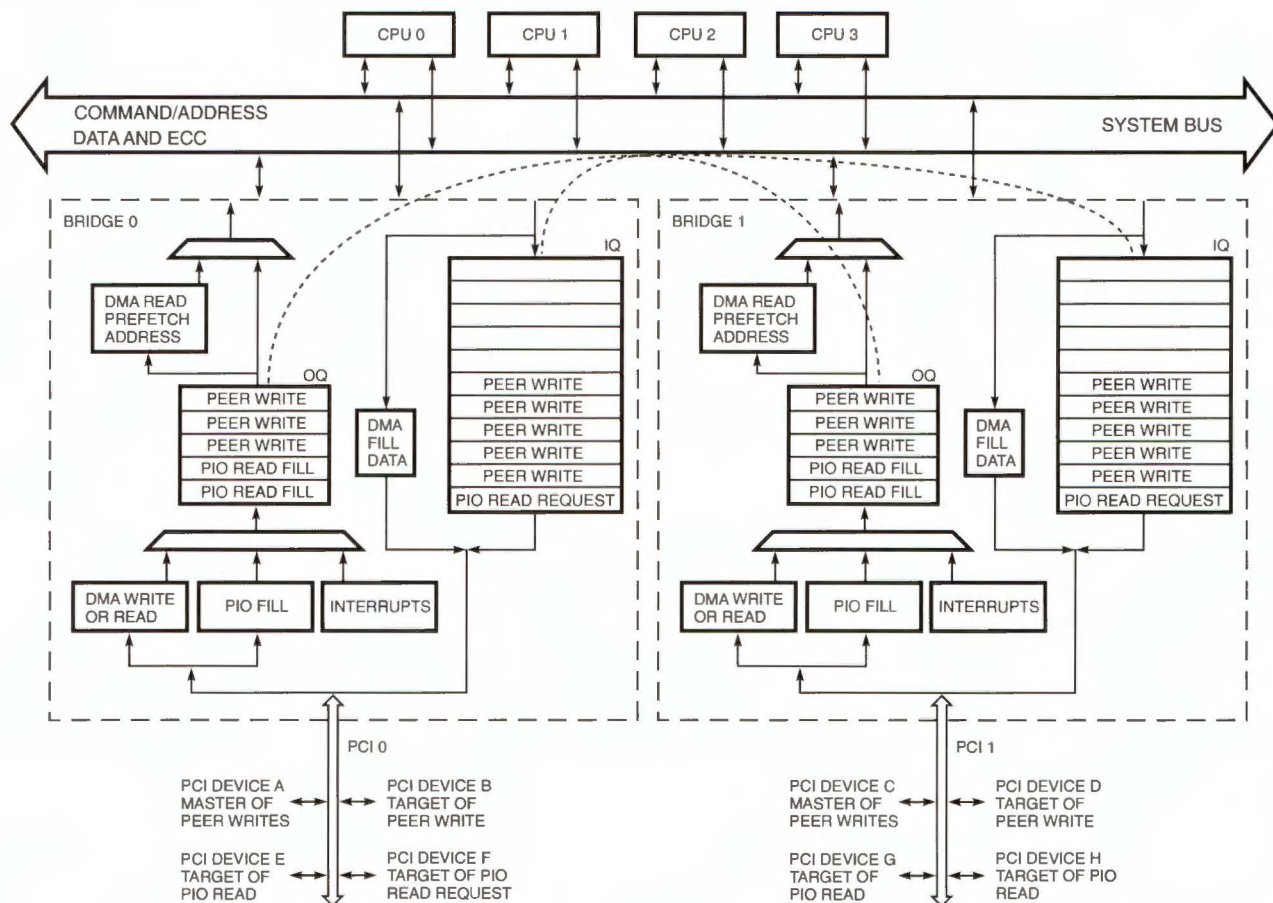 CPU 0
CPU 1
CPU 2
CPU 3
COMMAND/ADDRESS
DATA AND ECC
SYSTEM BUS
BRIDGE 0
IQ
DMA READ
PREFETCH
ADDRESS
OQ
PEER WRITE
PEER WRITE
PEER WRITE
PIO READ FILL
PIO READ FILL
DMA
FILL
DATA
PEER WRITE
PEER WRITE
PEER WRITE
PEER WRITE
PEER WRITE
PIO READ REQUEST
DMA WRITE
OR READ
PIO FILL
INTERRUPTS
BRIDGE 1
IQ
DMA READ
PREFETCH
ADDRESS
OQ
PEER WRITE
PEER WRITE
PEER WRITE
PIO READ FILL
PIO READ FILL
DMA
FILL
DATA
PEER WRITE
PEER WRITE
PEER WRITE
PEER WRITE
PEER WRITE
PIO READ REQUEST
DMA WRITE
OR READ
PIO FILL
INTERRUPTS
PCI 0
PCI DEVICE A
MASTER OF
PEER WRITES
PCI DEVICE B
TARGET OF
PEER WRITE
PCI DEVICE E
TARGET OF
PIO READ
PCI DEVICE F
TARGET OF PIO
READ REQUEST
PCI 1
PCI DEVICE C
MASTER OF
PEER WRITES
PCI DEVICE D
TARGET OF
PEER WRITE
PCI DEVICE G
TARGET OF
PIO READ
PCI DEVICE H
TARGET OF PIO
READ